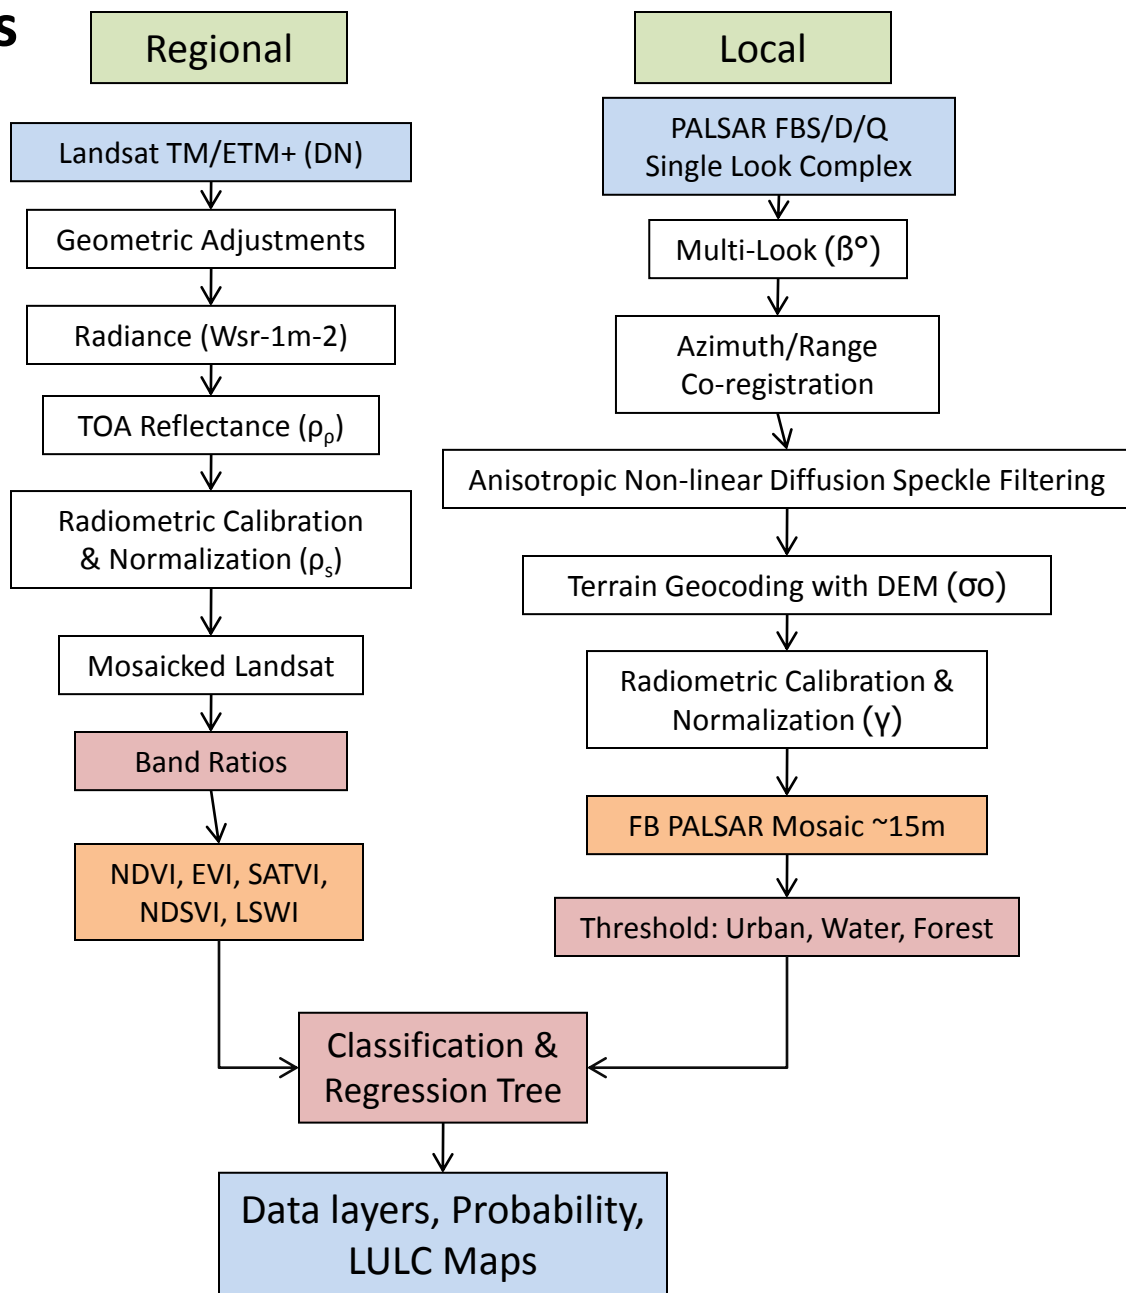 s
Regional
Landsat TM/ETM+ (DN)
Geometric Adjustments
Radiance (Wsr-1m-2)
TOA Reflectance (ρρ)
Radiometric Calibration
& Normalization (ρs)
Mosaicked Landsat
Band Ratios
NDVI, EVI, SATVI,
NDSVI, LSWI
Local
PALSAR FBS/D/Q
Single Look Complex
Multi-Look (ß°)
Azimuth/Range
Co-registration
Anisotropic Non-linear Diffusion Speckle Filtering
Terrain Geocoding with DEM (σo)
Radiometric Calibration &
Normalization (γ)
FB PALSAR Mosaic ~15m
Threshold: Urban, Water, Forest
Classification &
Regression Tree
Data layers, Probability,
LULC Maps